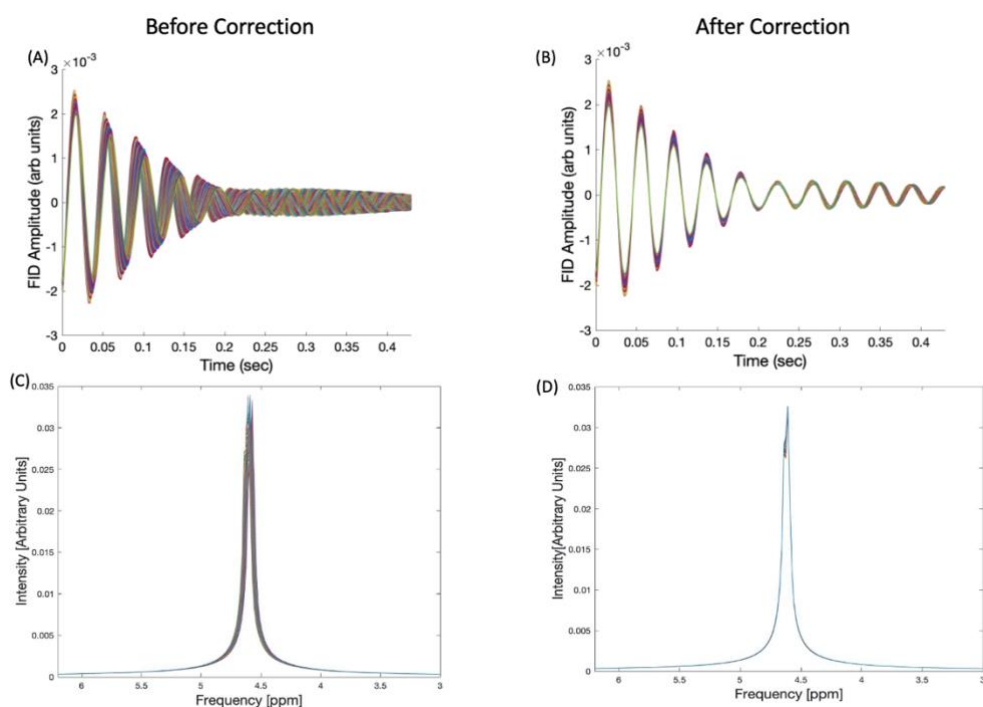 Before Correction
After Correction
(A)
×10⁻³
3
2
1
0
-1
-2
-3
FID Amplitude (arb units)
0 0.05 0.1 0.15 0.2 0.25 0.3 0.35 0.4
Time (sec)
(B)
×10⁻³
3
2
1
0
-1
-2
-3
FID Amplitude (arb units)
0 0.05 0.1 0.15 0.2 0.25 0.3 0.35 0.4
Time (sec)
(C)
0.035
0.03
0.025
0.02
0.015
0.01
0.005
0
Intensity [Arbitrary Units]
6 5 4.5 4 3.5 3
Frequency [ppm]
(D)
0.035
0.03
0.025
0.02
0.015
0.01
0.005
0
Intensity[Arbitrary Units]
6 5.5 5 4.5 4 3.5 3
Frequency [ppm]